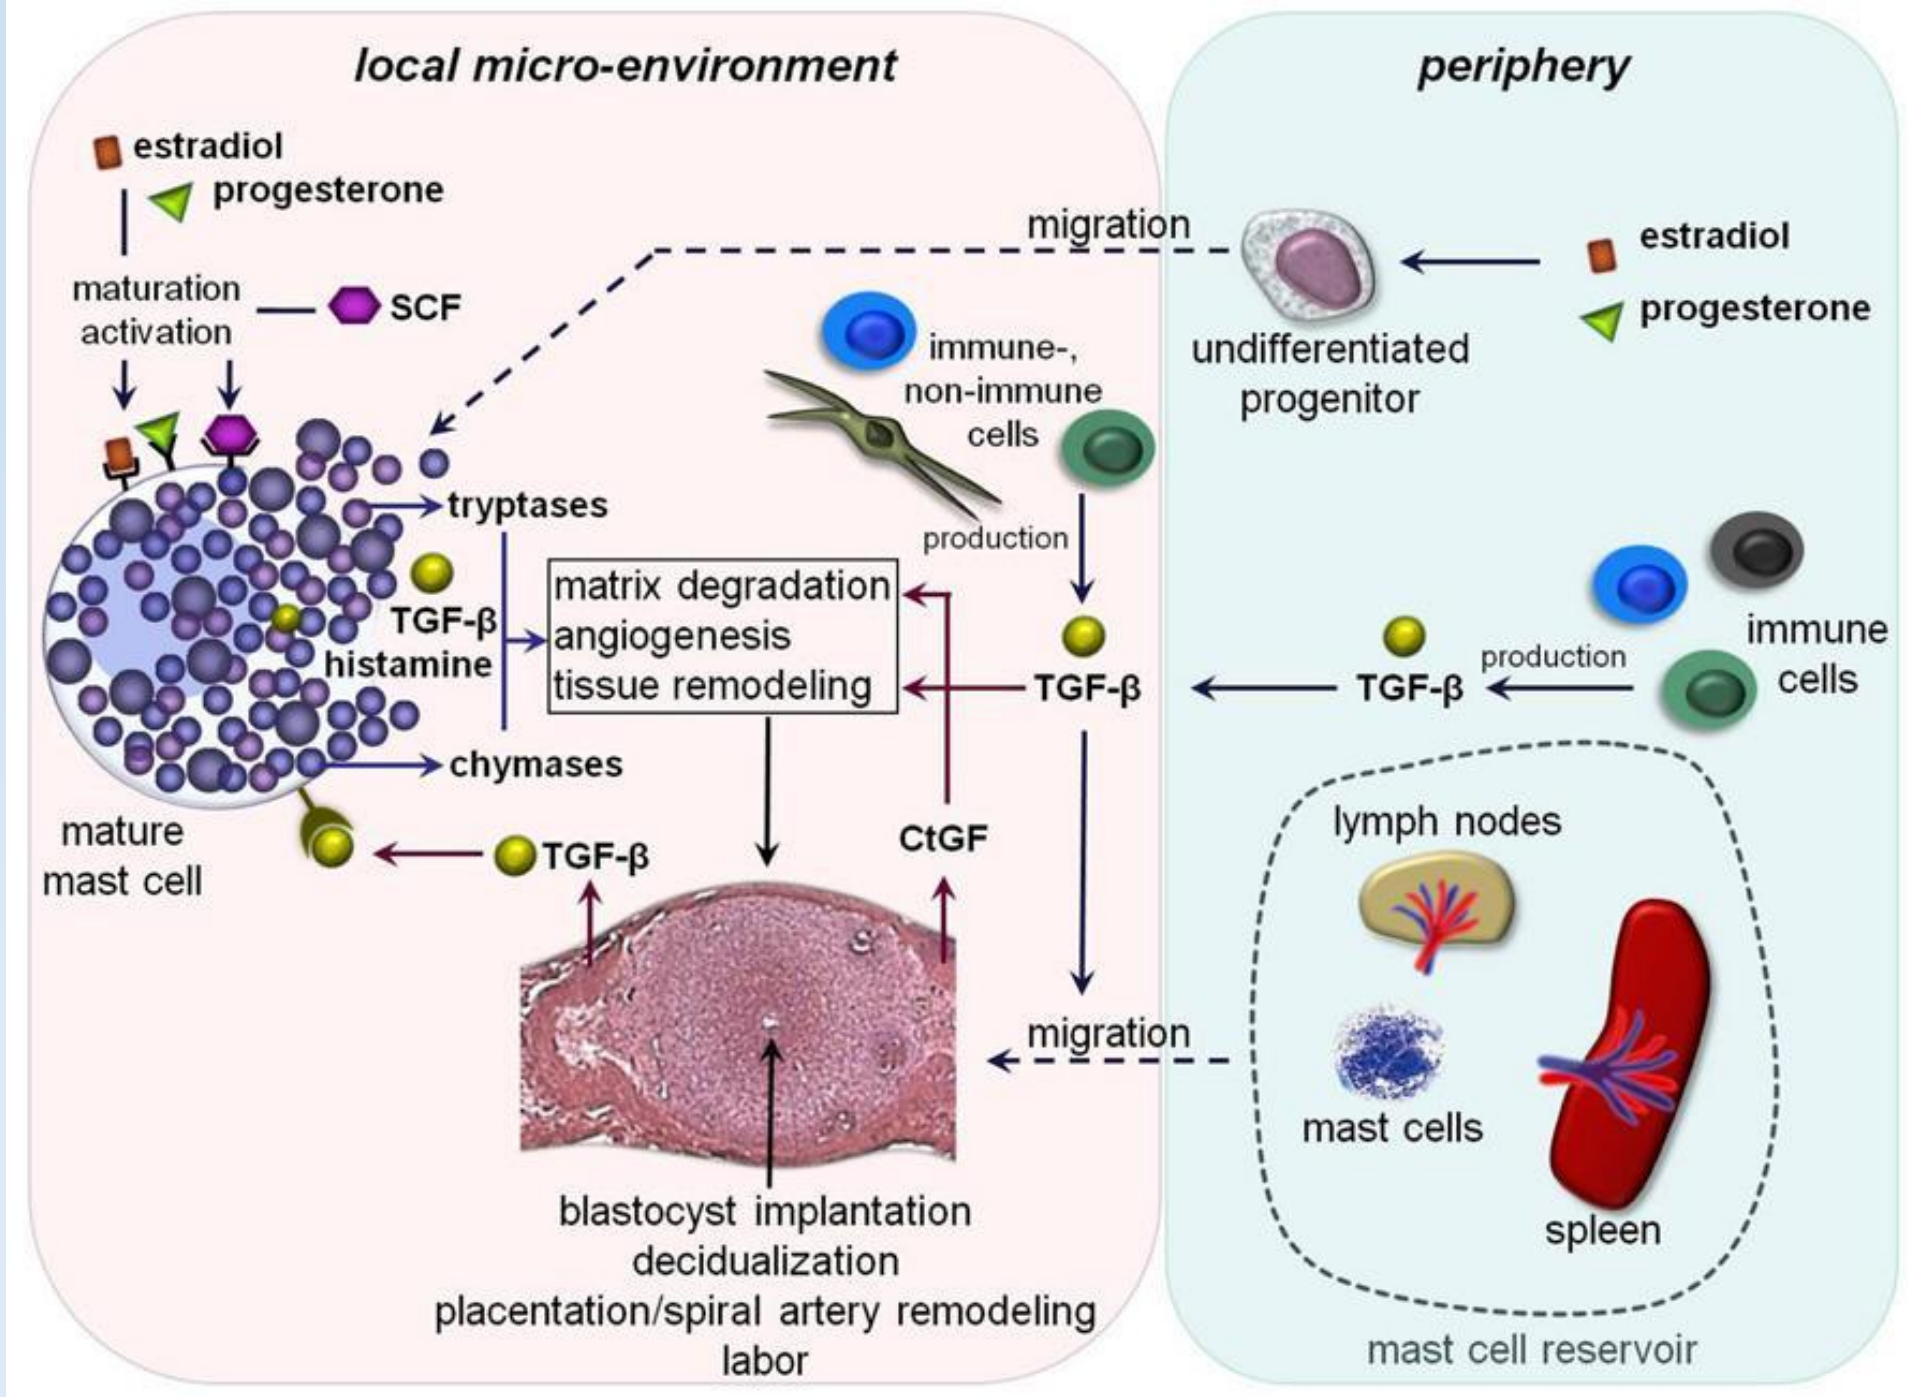 local micro-environment
periphery
estradiol
progesterone
maturation
activation
SCF
migration
estradiol
progesterone
undifferentiated
progenitor
immune-,
non-immune
cells
production
tryptases
TGF-β
histamine
chymases
matrix degradation
angiogenesis
tissue remodeling
TGF-β
TGF-β
production
immune
cells
mature
mast cell
TGF-β
CtGF
migration
lymph nodes
mast cells
spleen
mast cell reservoir
blastocyst implantation
decidualization
placentation/spiral artery remodeling
labor